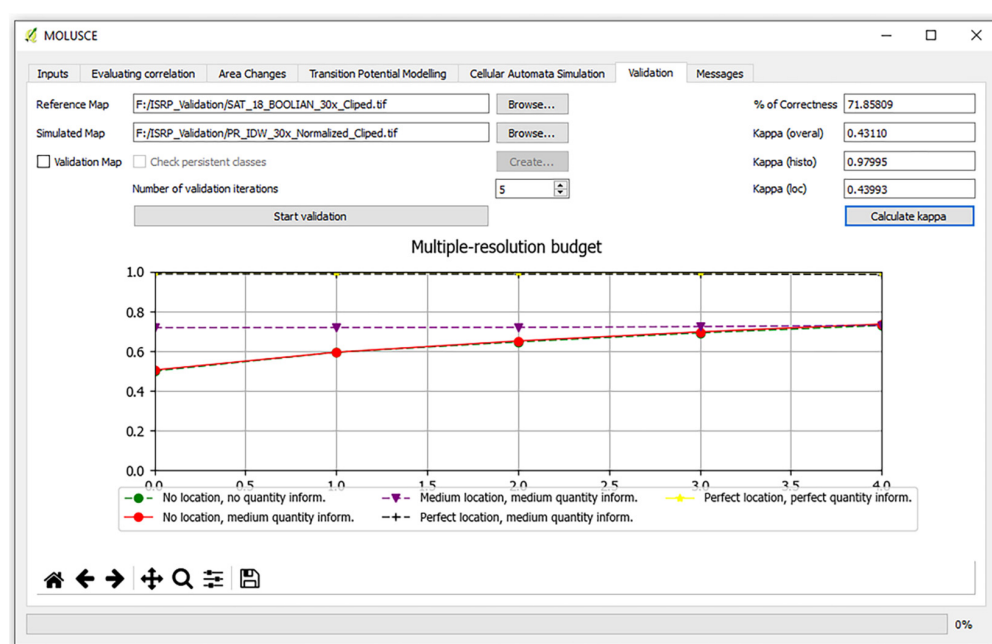 MOLUSCE
Inputs Evaluating correlation Area Changes Transition Potential Modelling Cellular Automata Simulation Validation Messages
Reference Map F:/ISRP_Validation/SAT_18_BOOLIAN_30x_Cliped.tif Browse... % of Correctness 71.85809
Simulated Map F:/ISRP_Validation/PR_IDW_30x_Normalized_Cliped.tif Browse... Kappa (overal) 0.43110
Validation Map Check persistent classes Create... Kappa (histo) 0.97995
Number of validation iterations 5 Kappa (loc) 0.43993
Start validation Calculate kappa
Multiple-resolution budget
1.0
0.8
0.6
0.4
0.2
0.0
0.0 0.5 1.0 1.5 2.0 2.5 3.0 3.5 4.0
No location, no quantity inform. Medium location, medium quantity inform. Perfect location, perfect quantity inform.
No location, medium quantity inform. Perfect location, medium quantity inform.
0%